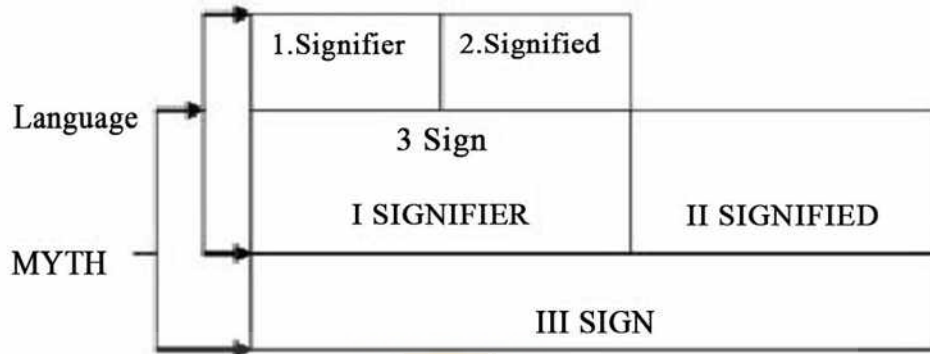 1.Signifier 2.Signified
Language
3 Sign
I SIGNIFIER II SIGNIFIED
MYTH
III SIGN